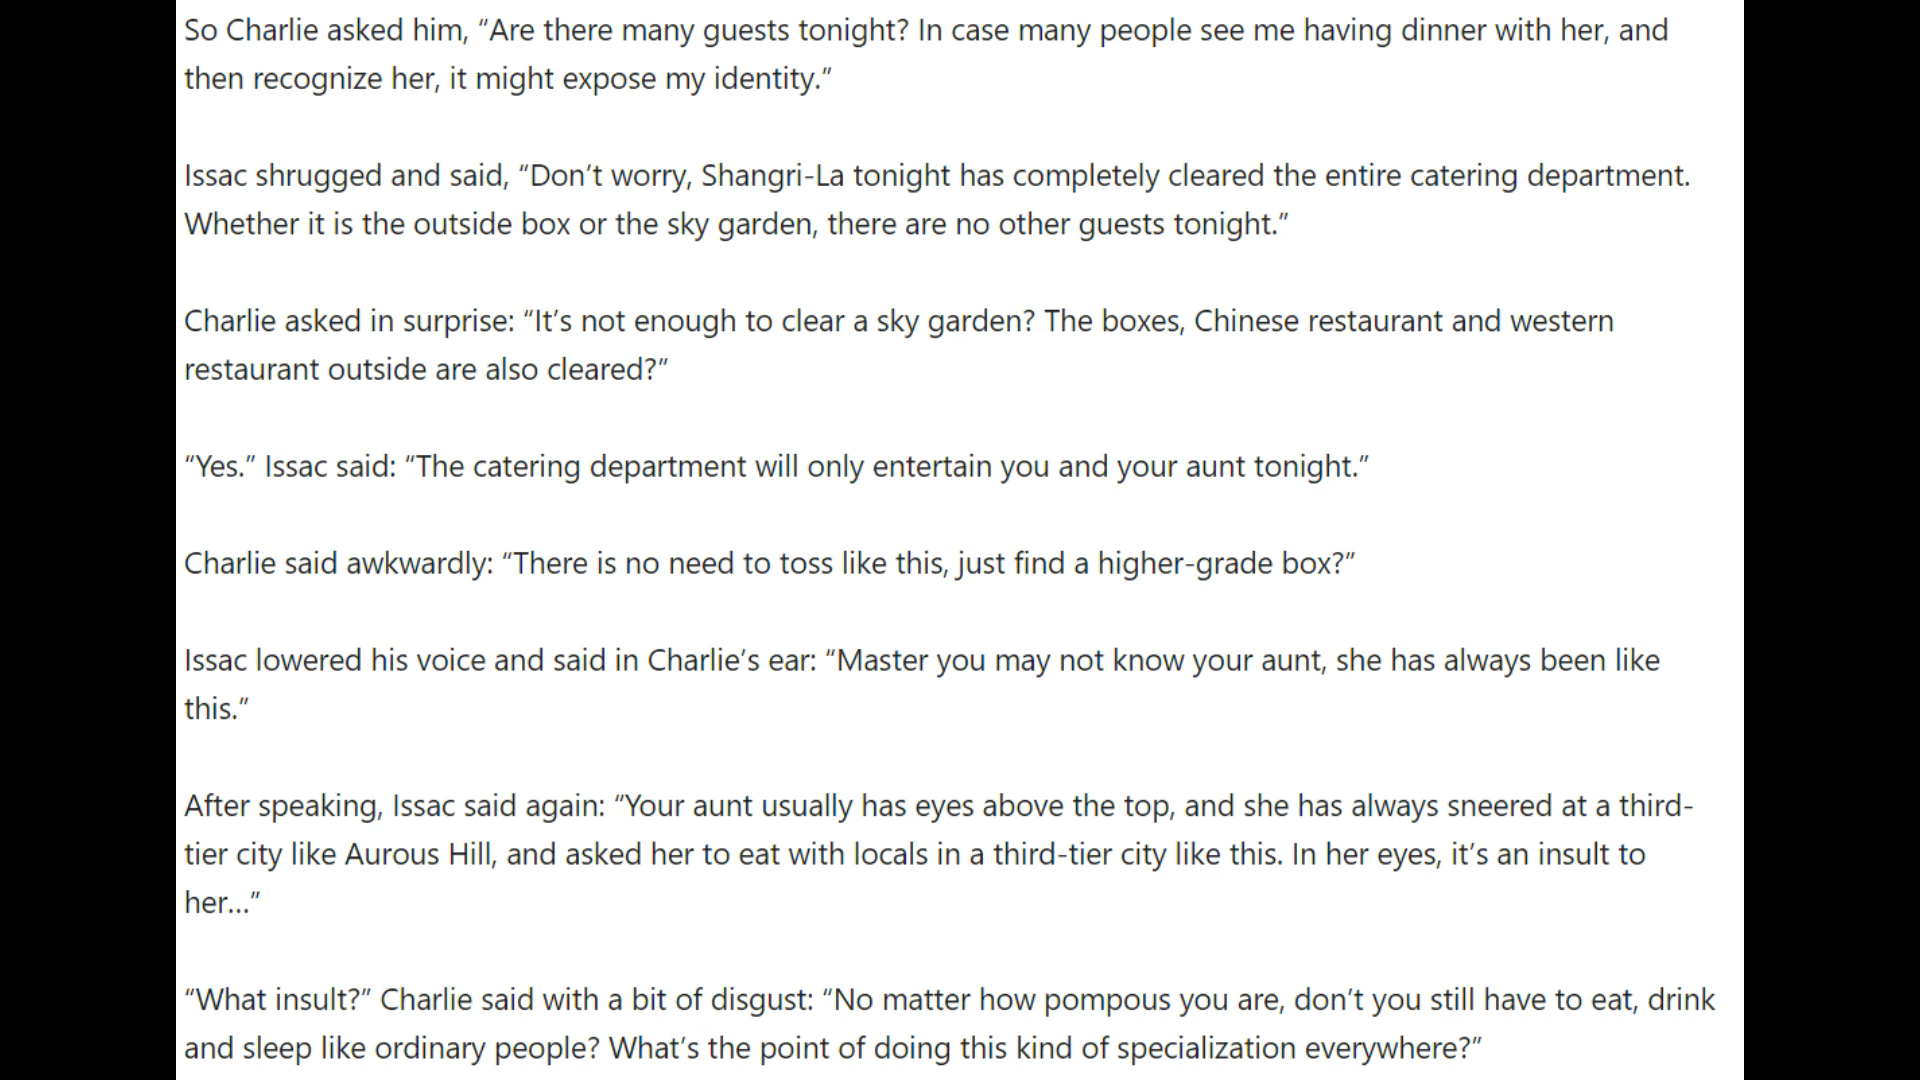 So Charlie asked him, “Are there many guests tonight? In case many people see me having dinner with her, and
then recognize her, it might expose my identity.”
Issac shrugged and said, “Don’t worry, Shangri-La tonight has completely cleared the entire catering department.
Whether it is the outside box or the sky garden, there are no other guests tonight.”
Charlie asked in surprise: “It’s not enough to clear a sky garden? The boxes, Chinese restaurant and western
restaurant outside are also cleared?”
“Yes.” Issac said: “The catering department will only entertain you and your aunt tonight.”
Charlie said awkwardly: “There is no need to toss like this, just find a higher-grade box?”
Issac lowered his voice and said in Charlie’s ear: “Master you may not know your aunt, she has always been like
this.”
After speaking, Issac said again: “Your aunt usually has eyes above the top, and she has always sneered at a third-
tier city like Aurous Hill, and asked her to eat with locals in a third-tier city like this. In her eyes, it’s an insult to
her…”
“What insult?” Charlie said with a bit of disgust: “No matter how pompous you are, don’t you still have to eat, drink
and sleep like ordinary people? What’s the point of doing this kind of specialization everywhere?”